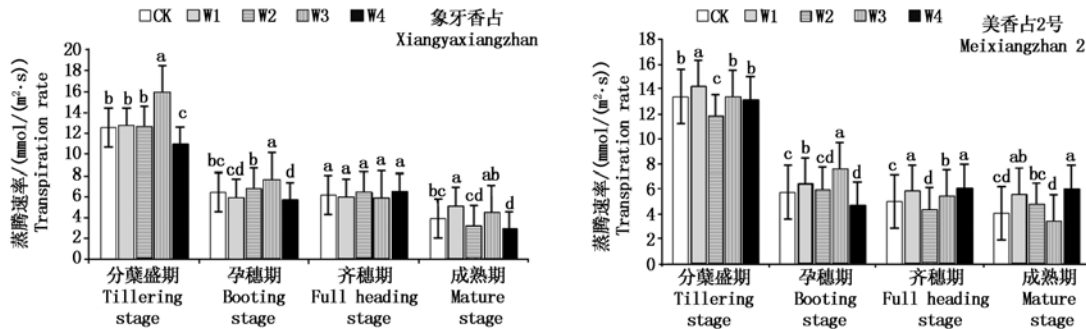 CK W1 W2 W3 W4
象牙香占
Xiangyaxiangzhan
蒸腾速率/(mmol/(m²·s))
Transpiration rate
20
18
16
14
12
10
8
6
4
2
0
b b b a c
bc cd b a d
a a a a a
bc a cd ab d
分蘖盛期 孕穗期 齐穗期 成熟期
Tillering Booting Full heading Mature
stage stage stage stage
CK W1 W2 W3 W4
美香占2号
Meixiangzhan 2
蒸腾速率/(mmol/(m²·s))
Transpiration rate
18
16
14
12
10
8
6
4
2
0
b a c b b
c b c a d
c a d b a
cd ab bc d a
分蘖盛期 孕穗期 齐穗期 成熟期
Tillering Booting Full heading Mature
stage stage stage stage